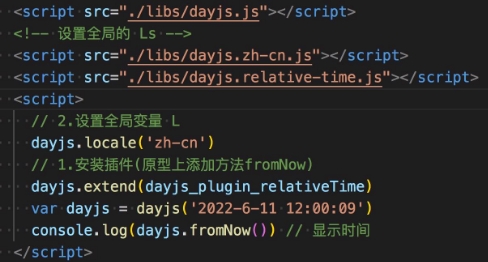 <script src="./libs/dayjs.js"></script>
<!-- 设置全局的 Ls -->
<script src="./libs/dayjs.zh-cn.js"></script>
<script src="./libs/dayjs.relative-time.js"></script>
<script>
// 2.设置全局变量 L
dayjs.locale('zh-cn')
// 1.安装插件(原型上添加方法fromNow)
dayjs.extend(dayjs_plugin_relativeTime)
var dayjs = dayjs('2022-6-11 12:00:09')
console.log(dayjs.fromNow()) // 显示时间
</script>